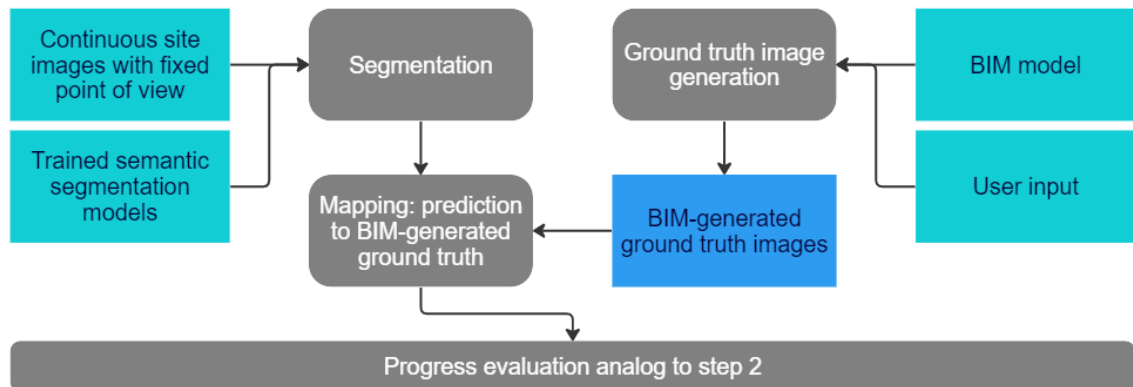 Continuous site
images with fixed
point of view
Segmentation
Ground truth image
generation
BIM model
Trained semantic
segmentation
models
Mapping: prediction
to BIM-generated
ground truth
BIM-generated
ground truth images
User input
Progress evaluation analog to step 2